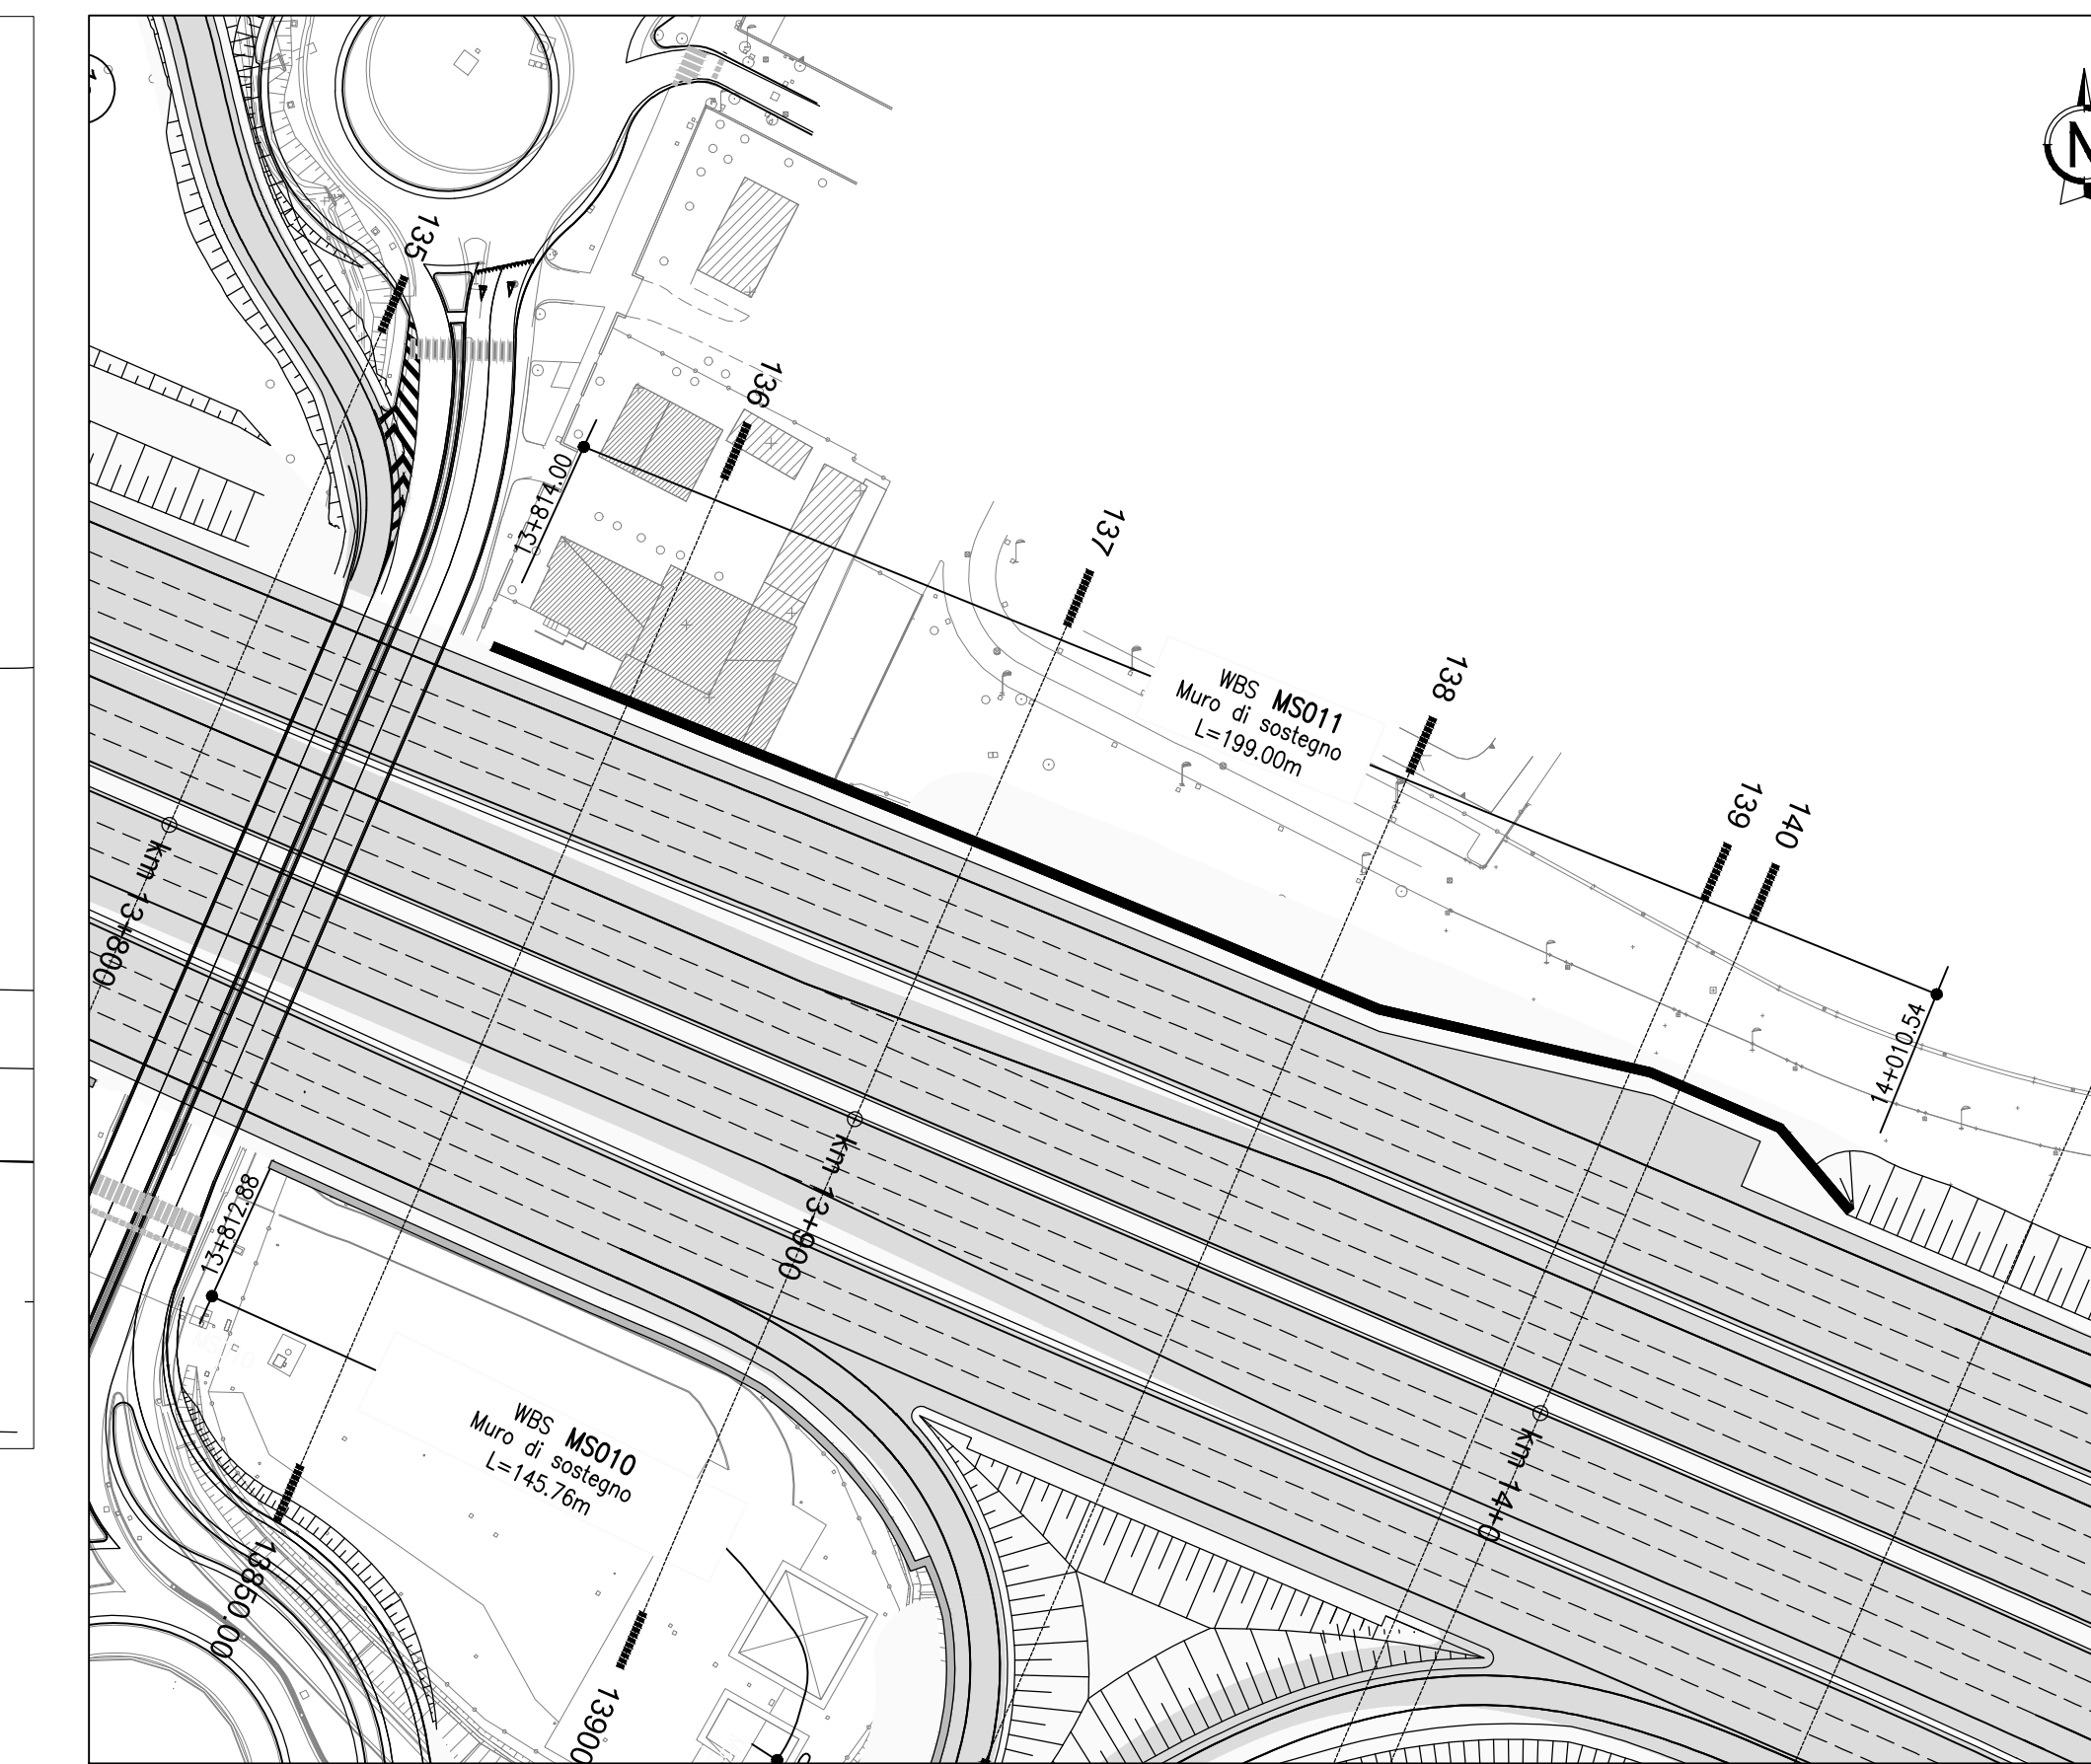 N
135
136
13+814.00
137
WBS MS011
Muro di sostegno
L=199.00m
138
139
140
14+010.54
km 13+800
km 13+900
km 14+0
13+812.88
WBS MS010
Muro di sostegno
L=145.76m
13850.00
13900